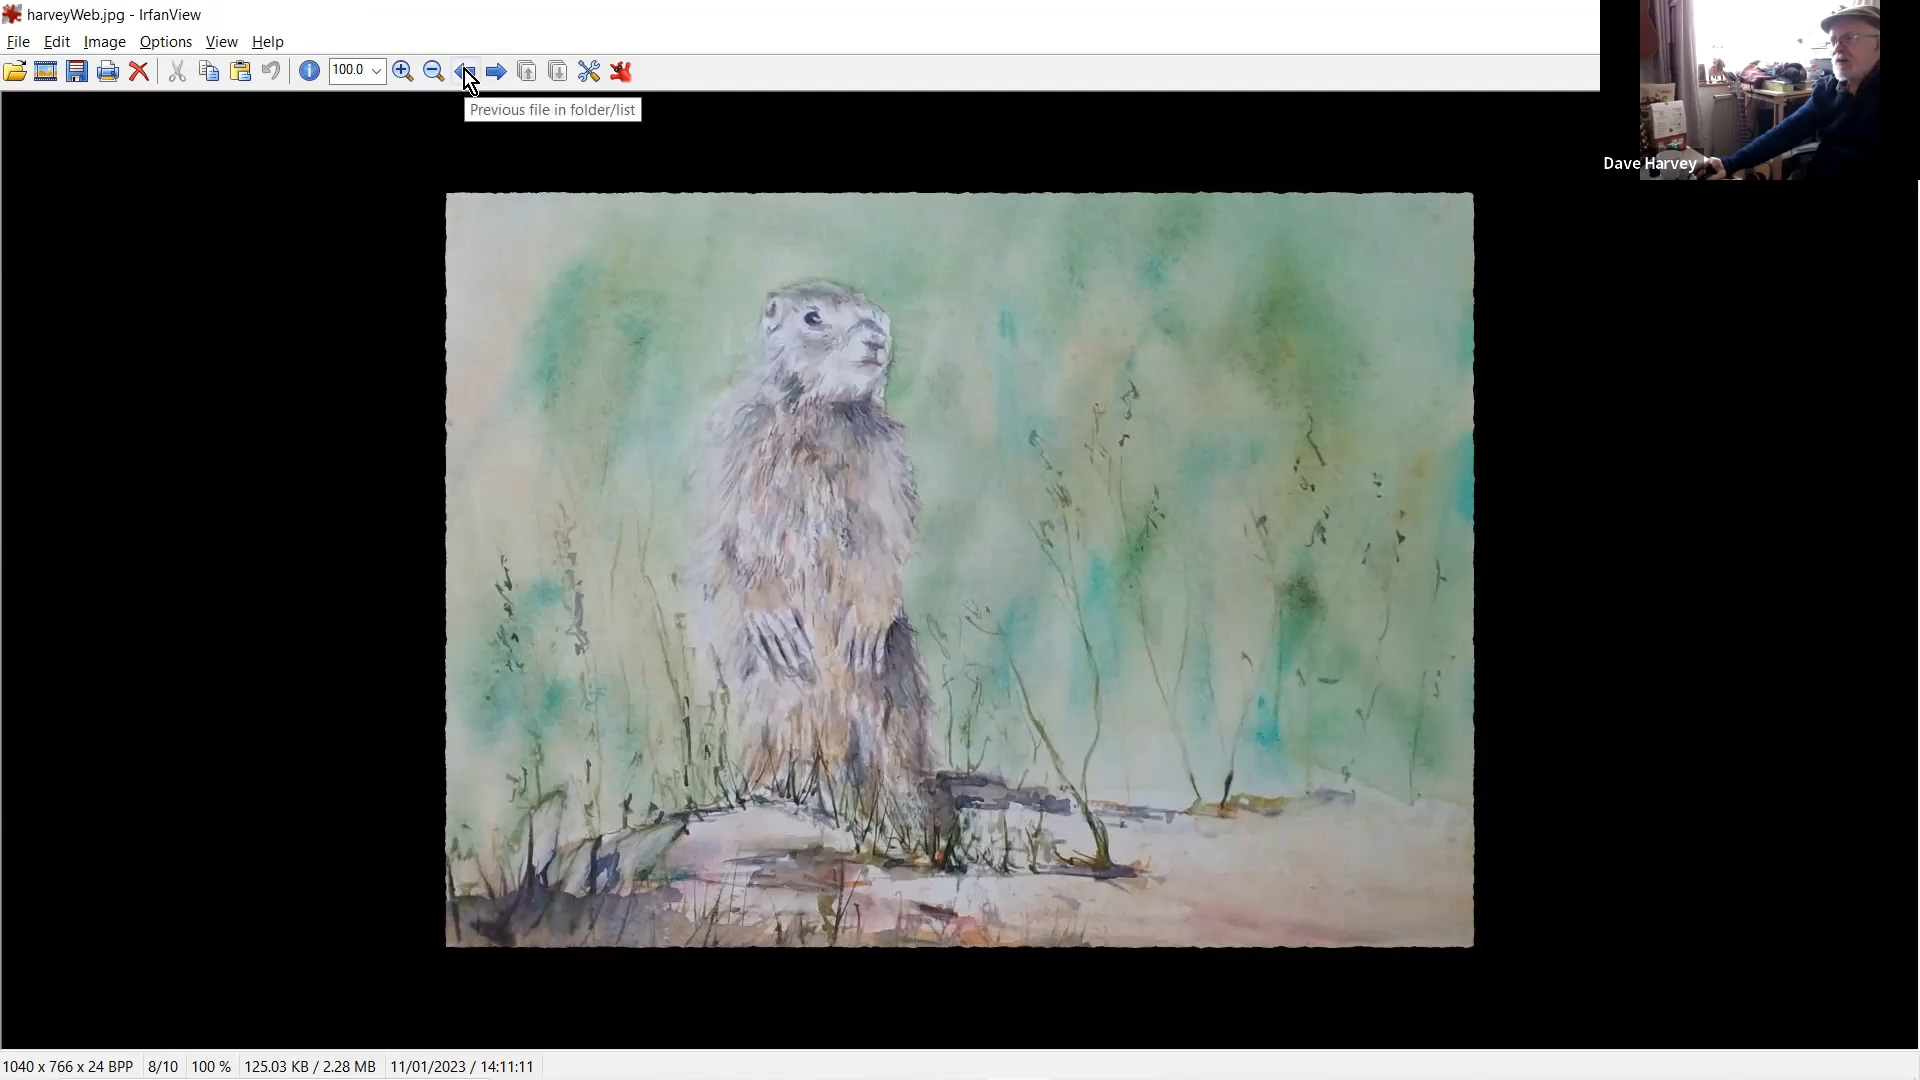 harveyWeb.jpg - IrfanView
File Edit Image Options View Help
100.0
Previous file in folder/list
Dave Harvey
1040 x 766 x 24 BPP 8/10 100 % 125.03 KB / 2.28 MB 11/01/2023 / 14:11:11